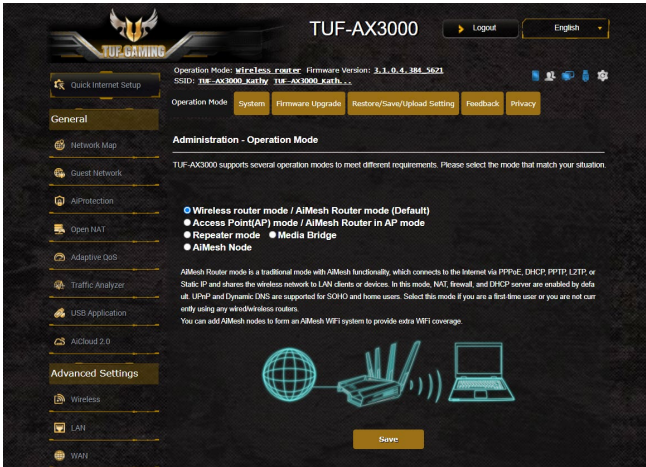 TUF-AX3000
Logout
English
TUF GAMING
Quick Internet Setup
Operation Mode: Wireless router Firmware Version: 3.1.0.4.384_5621
SSID: TUF-AX3000_Kathy TUF-AX3000_Kath...
Operation Mode
System
Firmware Upgrade
Restore/Save/Upload Setting
Feedback
Privacy
General
Network Map
Guest Network
AiProtection
Open NAT
Adaptive QoS
Traffic Analyzer
USB Application
AiCloud 2.0
Advanced Settings
Wireless
LAN
WAN
Administration - Operation Mode
TUF-AX3000 supports several operation modes to meet different requirements. Please select the mode that match your situation.
Wireless router mode / AiMesh Router mode (Default)
Access Point(AP) mode / AiMesh Router in AP mode
Repeater mode Media Bridge
AiMesh Node
AiMesh Router mode is a traditional mode with AiMesh functionality, which connects to the Internet via PPPoE, DHCP, PPTP, L2TP, or
Static IP and shares the wireless network to LAN clients or devices. In this mode, NAT, firewall, and DHCP server are enabled by defa
ult. UPnP and Dynamic DNS are supported for SOHO and home users. Select this mode if you are a first-time user or you are not curr
ently using any wired/wireless routers.
You can add AiMesh nodes to form an AiMesh WiFi system to provide extra WiFi coverage.
Save